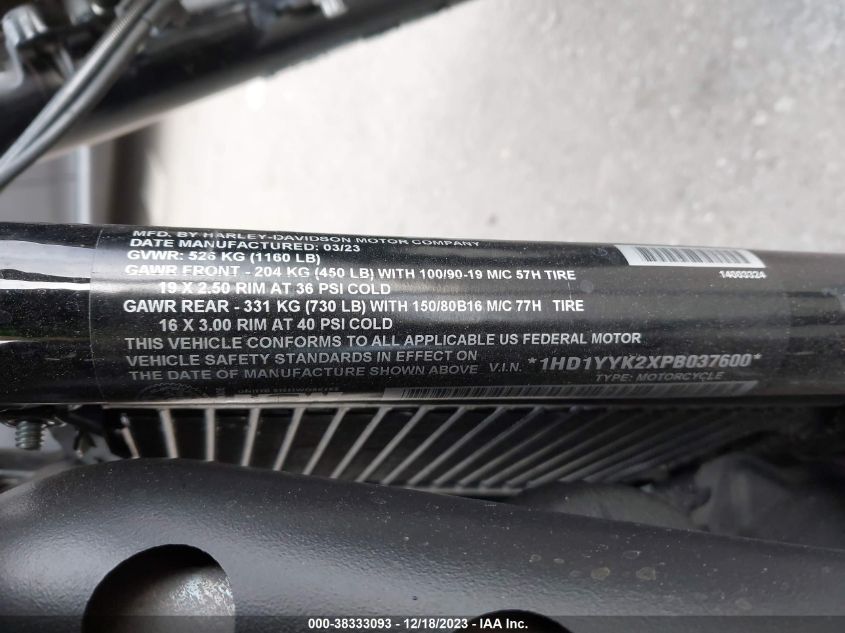 MFD. BY HARLEY-DAVIDSON MOTOR COMPANY
DATE MANUFACTURED: 03/23
GVWR: 526 KG (1160 LB)
GAWR FRONT - 204 KG (450 LB) WITH 100/90-19 M/C 57H TIRE
19 X 2.50 RIM AT 36 PSI COLD
GAWR REAR - 331 KG (730 LB) WITH 150/80B16 M/C 77H TIRE
16 X 3.00 RIM AT 40 PSI COLD
THIS VEHICLE CONFORMS TO ALL APPLICABLE US FEDERAL MOTOR
VEHICLE SAFETY STANDARDS IN EFFECT ON
THE DATE OF MANUFACTURE SHOWN ABOVE V.I.N. *1HD1YYK2XPB037600*
TYPE: MOTORCYCLE
14003324
UNITED STEELWORKERS
000-38333093 - 12/18/2023 - IAA Inc.